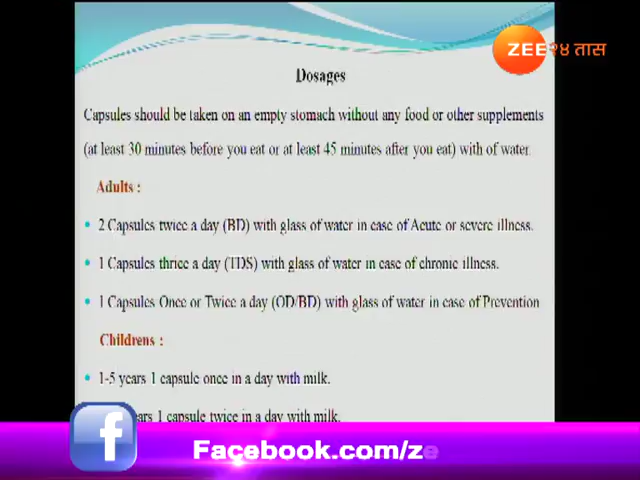 ZEE २४ तास
Dosages
Capsules should be taken on an empty stomach without any food or other supplements
(at least 30 minutes before you eat or at least 45 minutes after you eat) with of water.
Adults :
• 2 Capsules twice a day (BD) with glass of water in case of Acute or severe illness.
• 1 Capsules thrice a day (TDS) with glass of water in case of chronic illness.
• 1 Capsules Once or Twice a day (OD/BD) with glass of water in case of Prevention
Childrens :
• 1-5 years 1 capsule once in a day with milk.
1 capsule twice in a day with milk.
f Facebook.com/ze